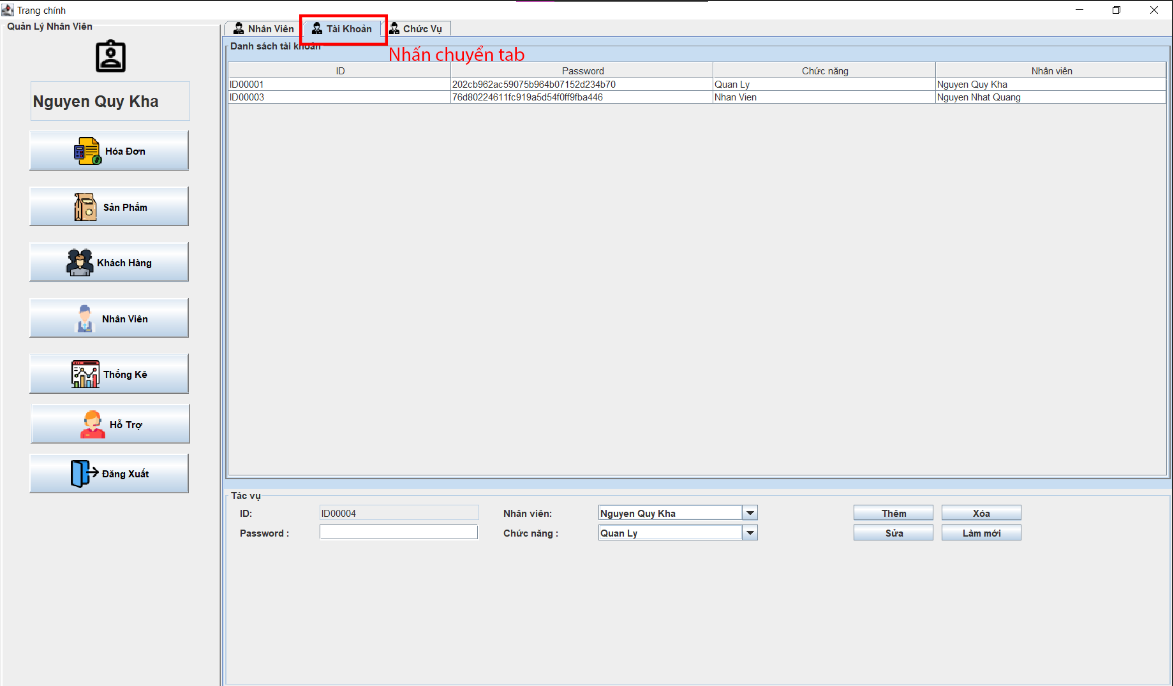 Trang chính
Quản Lý Nhân Viên
Nguyen Quy Kha
Hóa Đơn
Sản Phẩm
Khách Hàng
Nhân Viên
Thống Kê
Hỗ Trợ
Đăng Xuất
Nhân Viên Tài Khoản Chức Vụ
Nhấn chuyển tab
Danh sách tài khoản
ID Password Chức năng Nhân viên
ID00001 202cb962ac59075b964b07152d234b70 Quan Ly Nguyen Quy Kha
ID00003 76d80224611fc919a5d54f0ff9fba446 Nhan Vien Nguyen Nhat Quang
Tác vụ
ID: ID00004 Nhân viên: Nguyen Quy Kha Thêm Xóa
Password : Chức năng : Quan Ly Sửa Làm mới